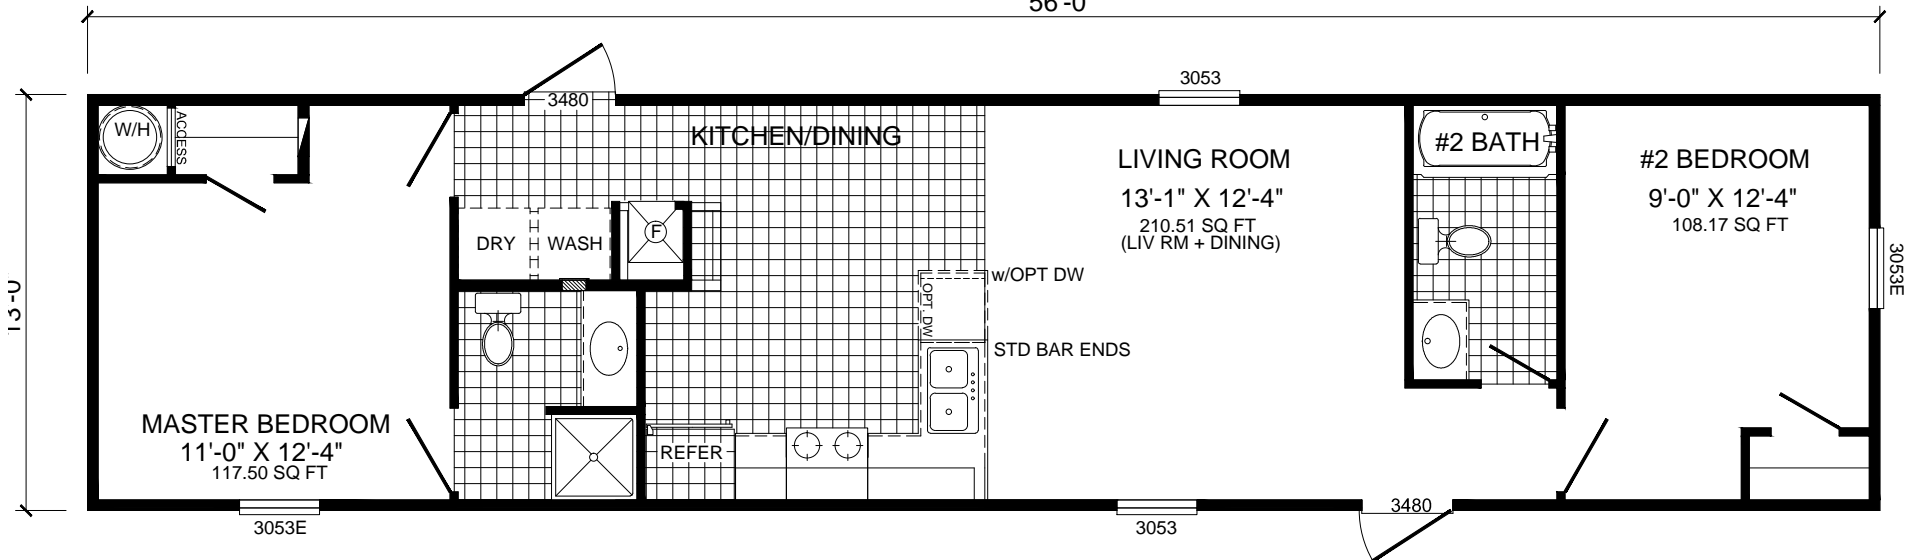 56'-0
3053
3480
W/H
ACCESS
KITCHEN/DINING
#2 BATH
LIVING ROOM
13'-1" X 12'-4"
210.51 SQ FT
(LIV RM + DINING)
#2 BEDROOM
9'-0" X 12'-4"
108.17 SQ FT
DRY
WASH
F
3053E
13'-0
w/OPT DW
OPT. DW
STD BAR ENDS
MASTER BEDROOM
11'-0" X 12'-4"
117.50 SQ FT
REFER
3053E
3053
3480